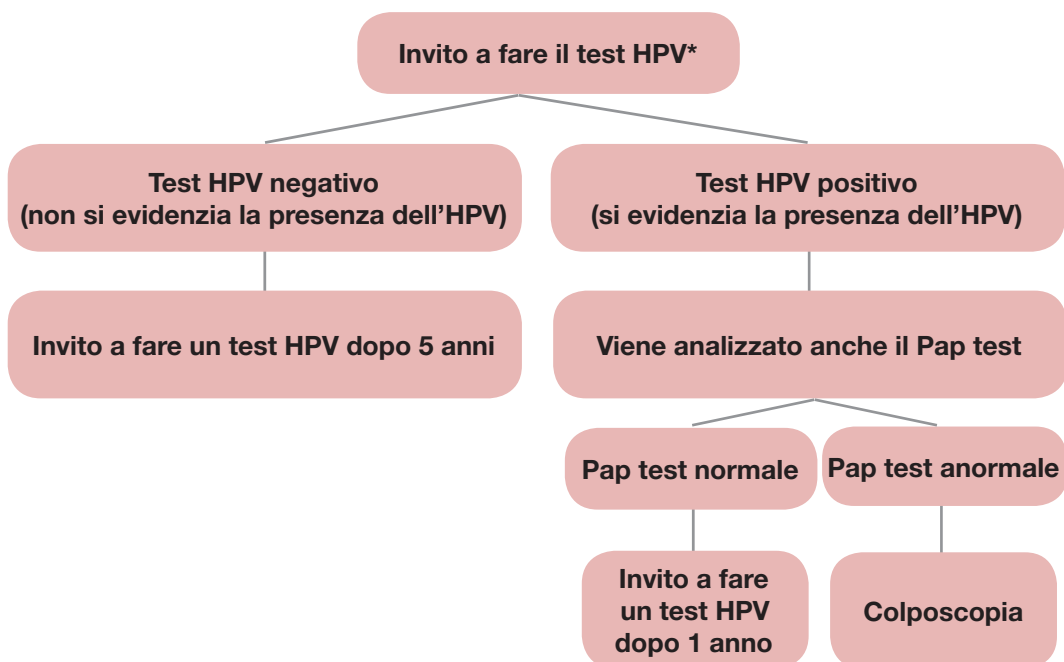 Invito a fare il test HPV*
Test HPV negativo
(non si evidenzia la presenza dell'HPV)
Test HPV positivo
(si evidenzia la presenza dell'HPV)
Invito a fare un test HPV dopo 5 anni
Viene analizzato anche il Pap test
Pap test normale
Pap test anormale
Invito a fare
un test HPV
dopo 1 anno
Colposcopia